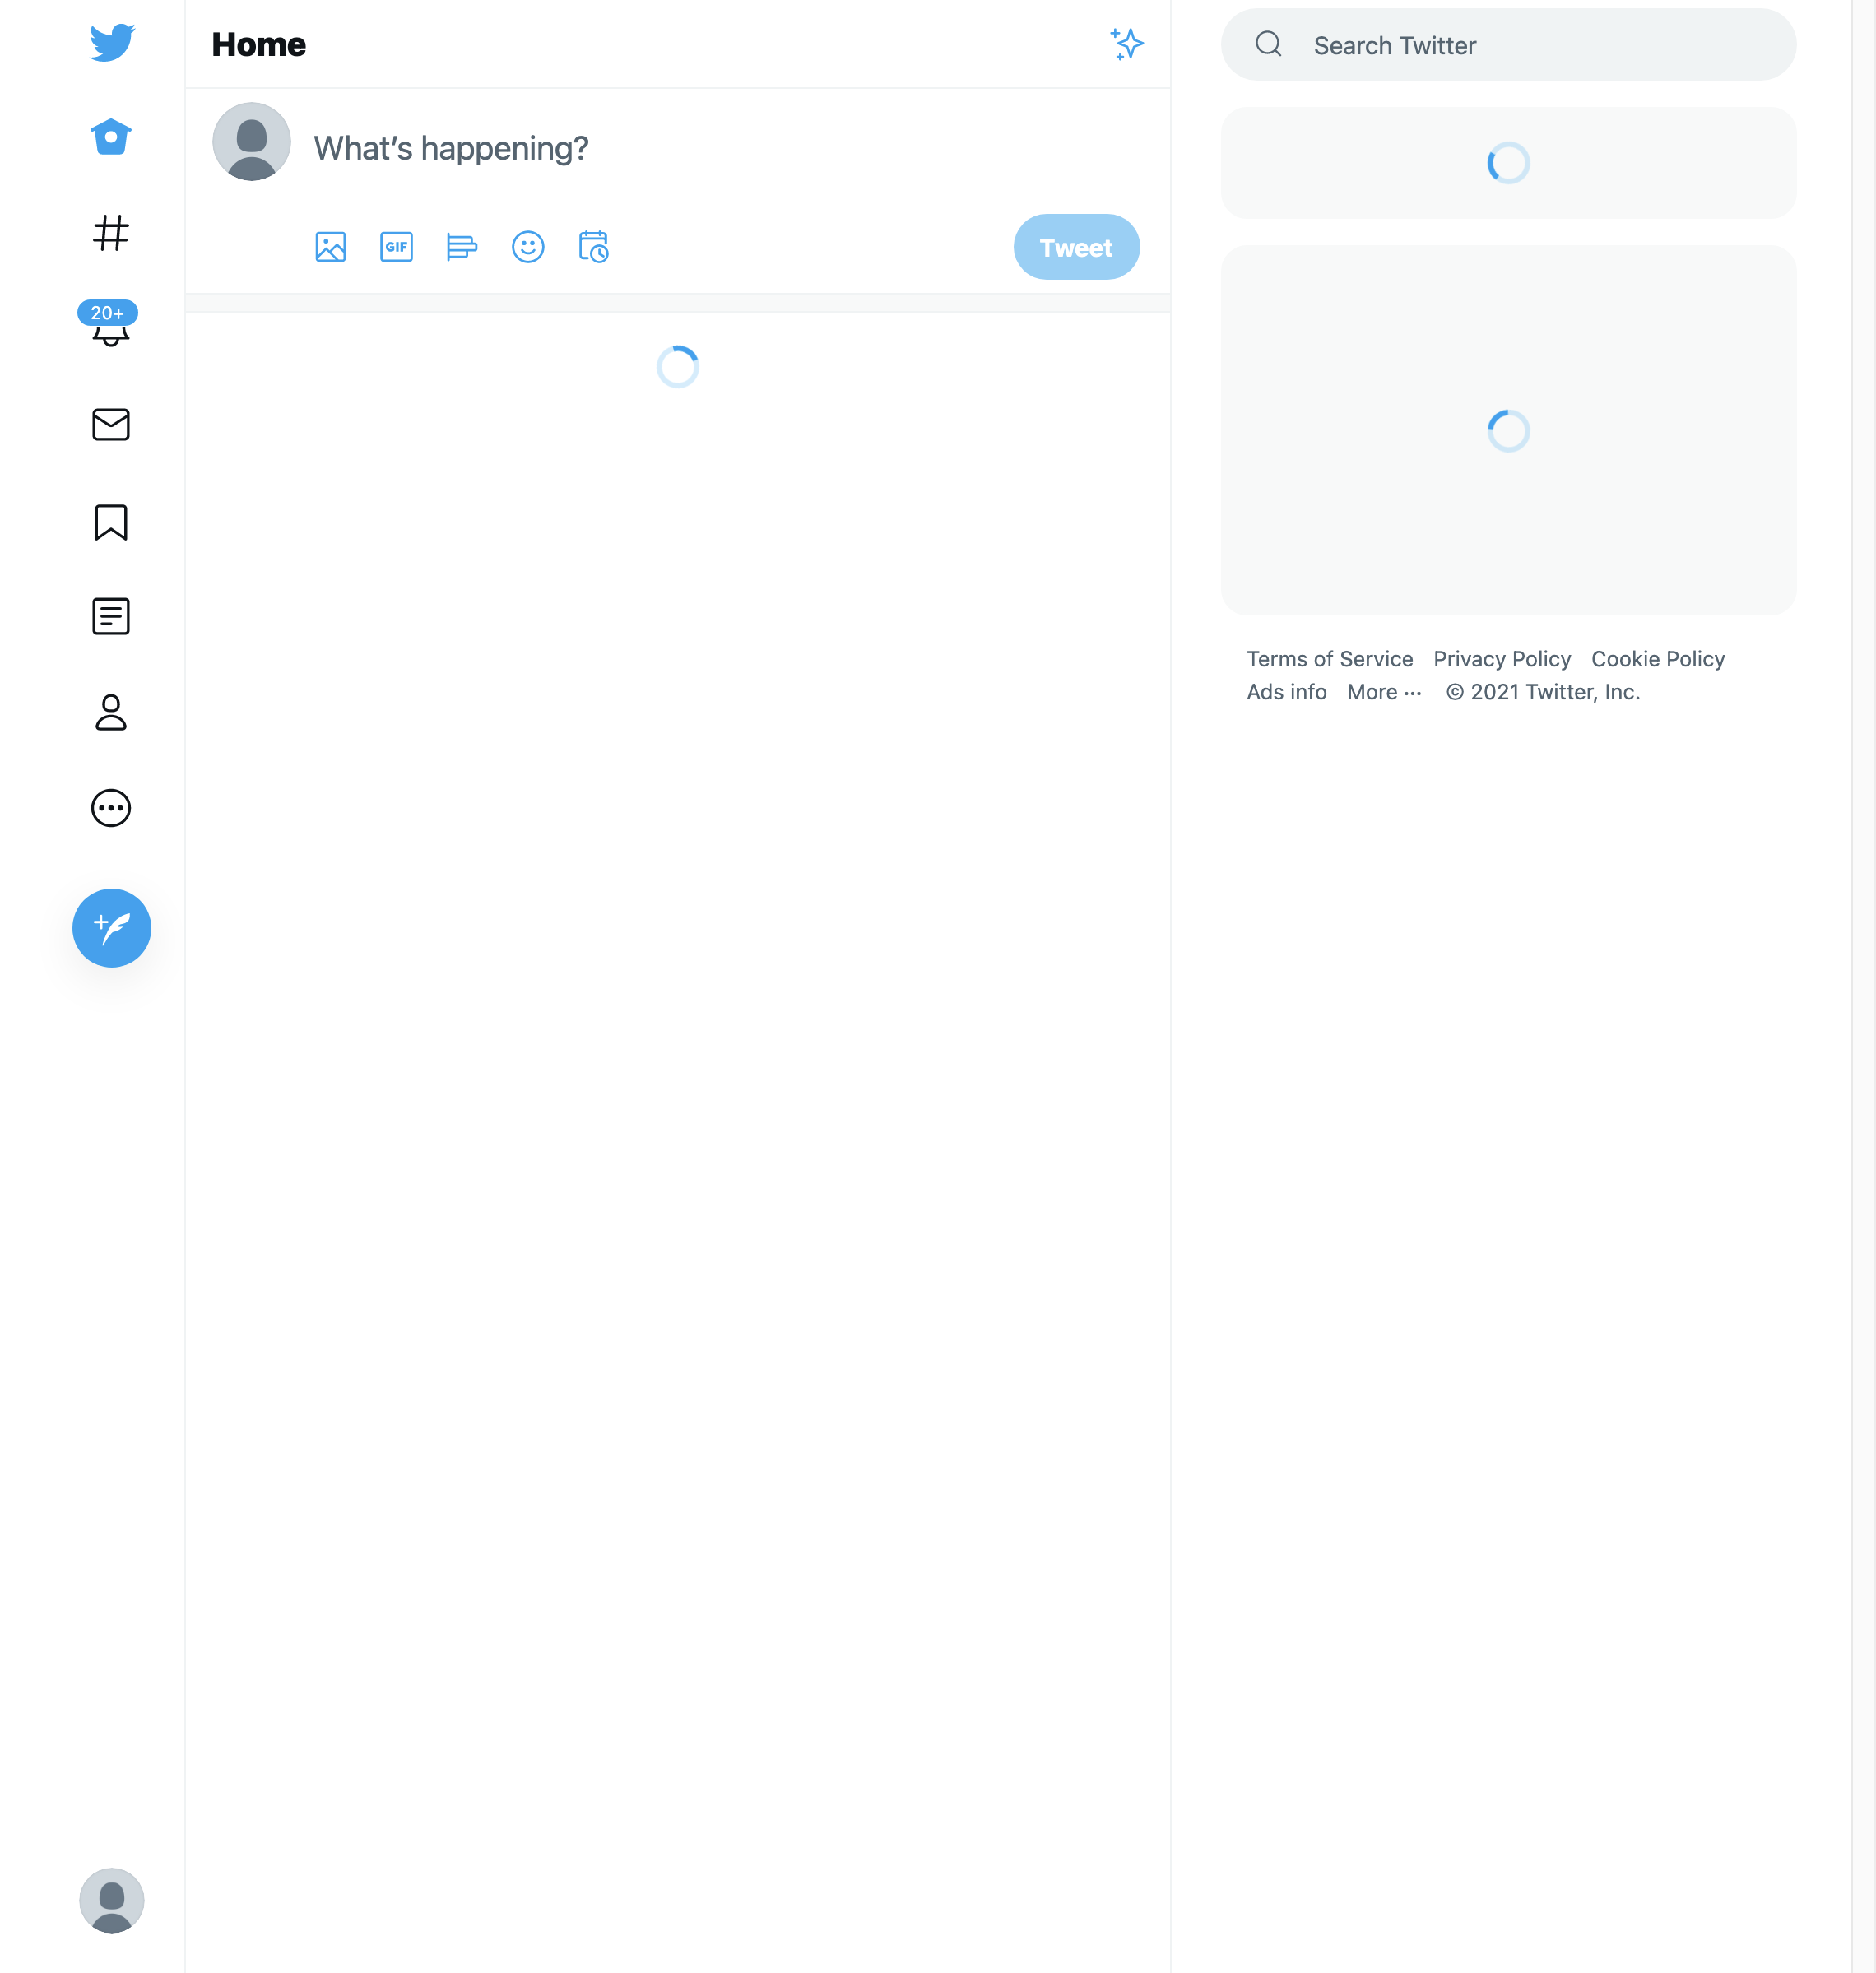 Home
Search Twitter
What's happening?
GIF
Tweet
20+
Terms of Service Privacy Policy Cookie Policy
Ads info More ··· © 2021 Twitter, Inc.